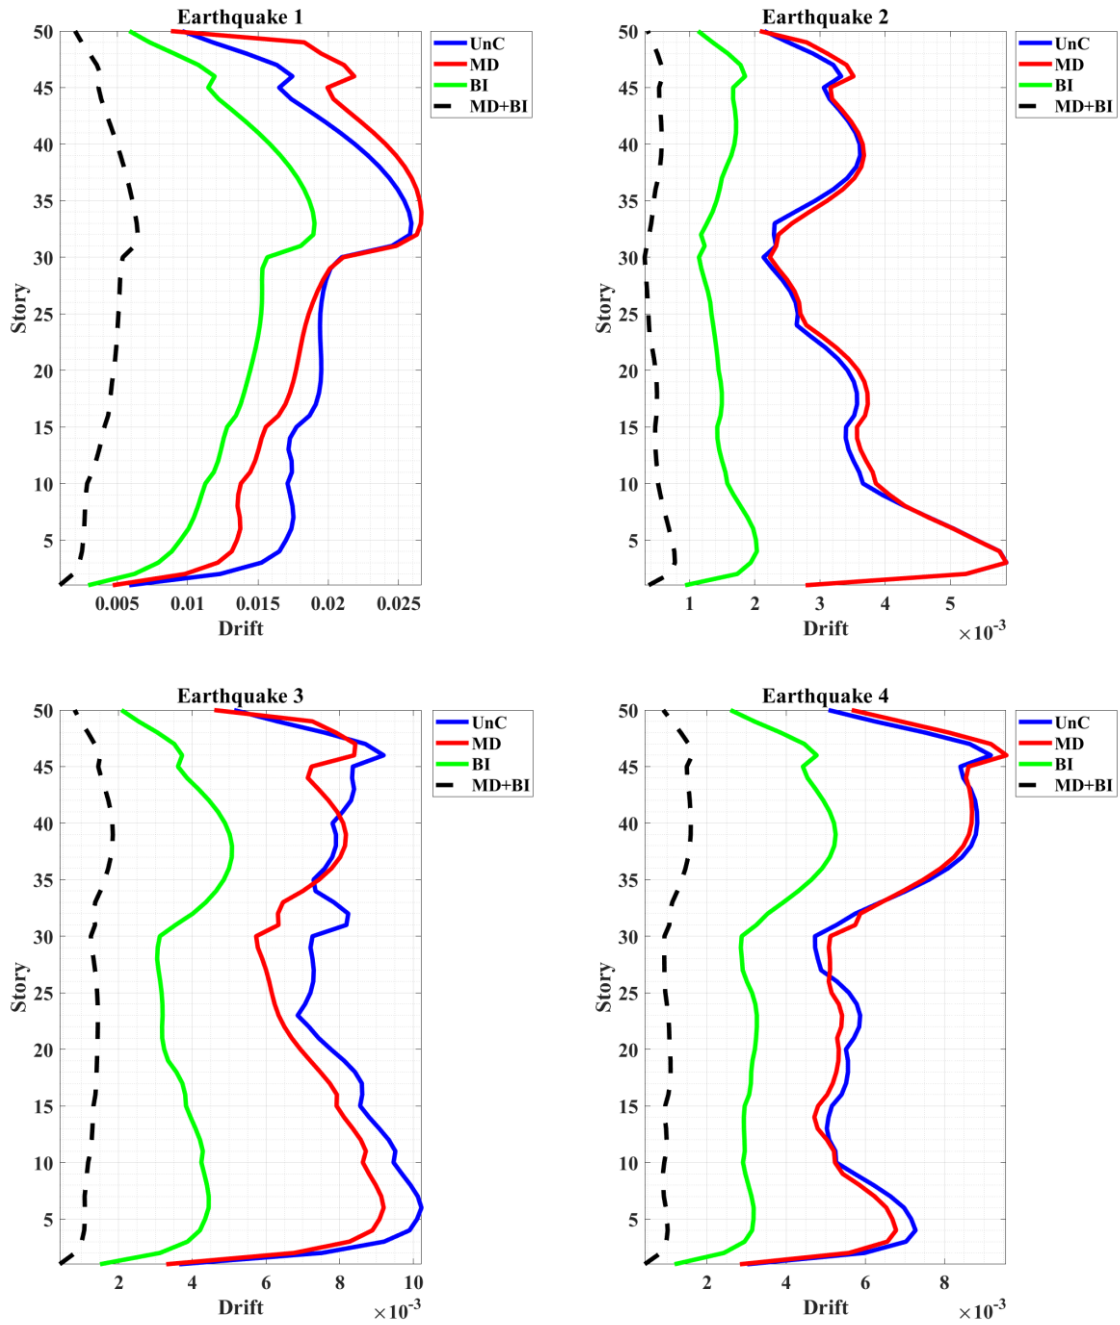 Earthquake 1
50
45
40
35
30
25
20
15
10
5
Story
0.005 0.01 0.015 0.02 0.025
Drift
UnC
MD
BI
MD+BI
Earthquake 2
50
45
40
35
30
25
20
15
10
5
Story
1 2 3 4 5
Drift
×10⁻³
UnC
MD
BI
MD+BI
Earthquake 3
50
45
40
35
30
25
20
15
10
5
Story
2 4 6 8 10
Drift
×10⁻³
UnC
MD
BI
MD+BI
Earthquake 4
50
45
40
35
30
25
20
15
10
5
Story
2 4 6 8
Drift
×10⁻³
UnC
MD
BI
MD+BI